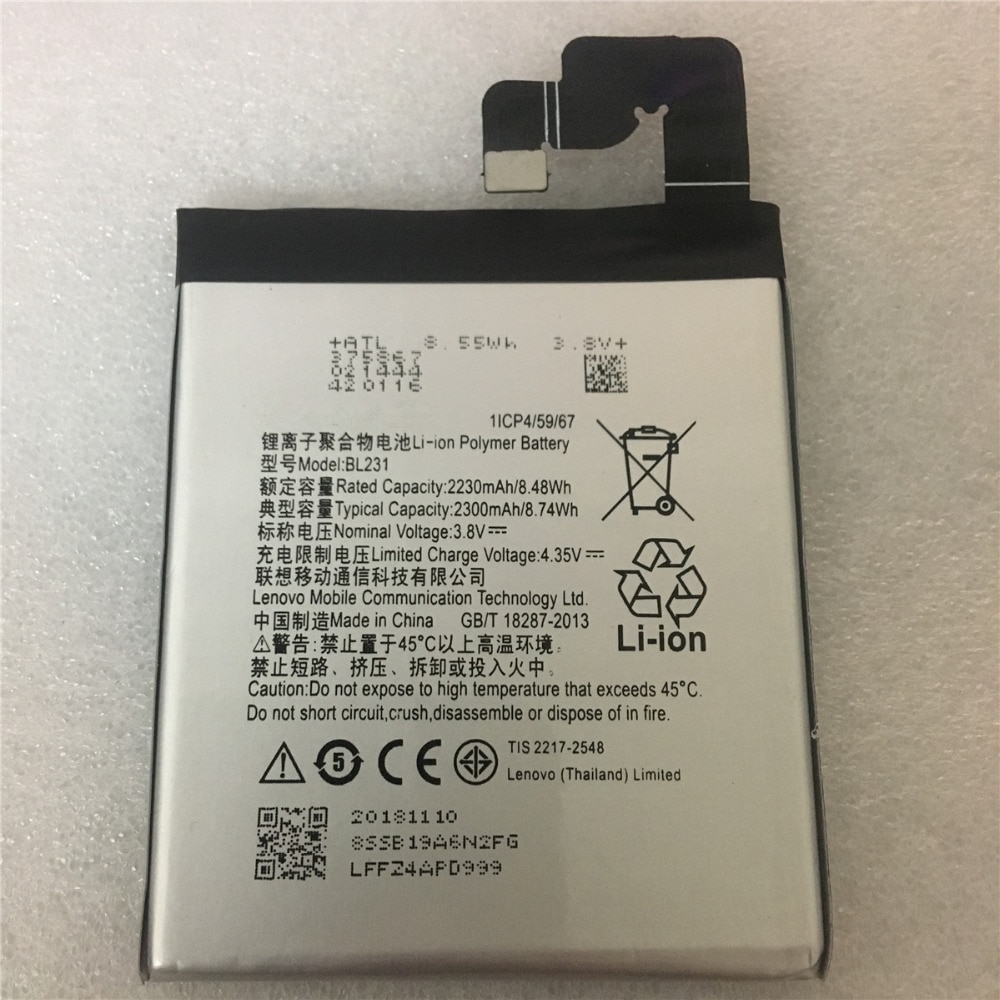 +ATL 8.55Wh 3.8V+
375867
021444
420116
1ICP4/59/67
锂离子聚合物电池Li-ion Polymer Battery
型号Model:BL231
额定容量Rated Capacity:2230mAh/8.48Wh
典型容量Typical Capacity:2300mAh/8.74Wh
标称电压Nominal Voltage:3.8V⎓
充电限制电压Limited Charge Voltage:4.35V⎓
联想移动通信科技有限公司
Lenovo Mobile Communication Technology Ltd.
中国制造Made in China GB/T 18287-2013
⚠警告:禁止置于45°C以上高温环境。
禁止短路、挤压、拆卸或投入火中。
Caution:Do not expose to high temperature that exceeds 45°C.
Do not short circuit,crush,disassemble or dispose of in fire.
Li-ion
5 CE
TIS 2217-2548
Lenovo (Thailand) Limited
20181110
8SSB19A6N2FG
LFFZ4APD999